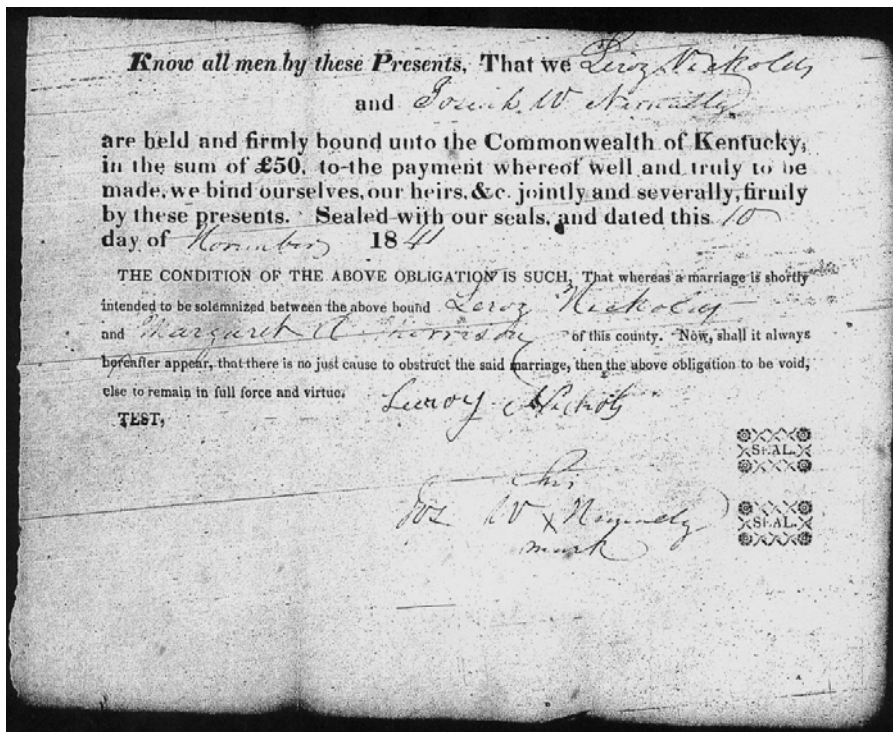 Know all men by these Presents, That we Leroy Nickolds
and Joseph W Nunnally
are held and firmly bound unto the Commonwealth of Kentucky,
in the sum of £50, to the payment whereof well and truly to be
made, we bind ourselves, our heirs, &c. jointly and severally, firmly
by these presents. Sealed with our seals, and dated this 10
day of November 1841
THE CONDITION OF THE ABOVE OBLIGATION IS SUCH, That whereas a marriage is shortly
intended to be solemnized between the above bound Leroy
and Margaret A of this county. Now, shall it always
hereafter appear, that there is no just cause to obstruct the said marriage, then the above obligation to be void,
else to remain in full force and virtue.
Leeroy Nichols
TEST,
SEAL.
his
Jos W X
mark
SEAL.